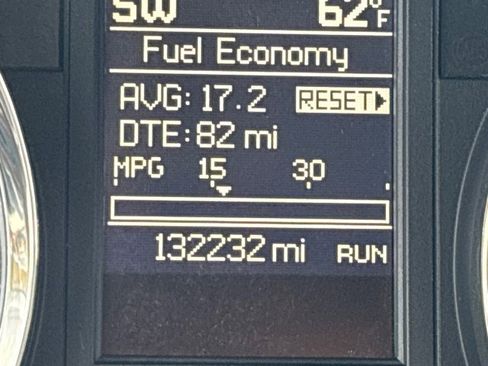 SW 62°F
Fuel Economy
AVG: 17.2 RESET▶
DTE: 82 mi
MPG 15 30
132232 mi RUN